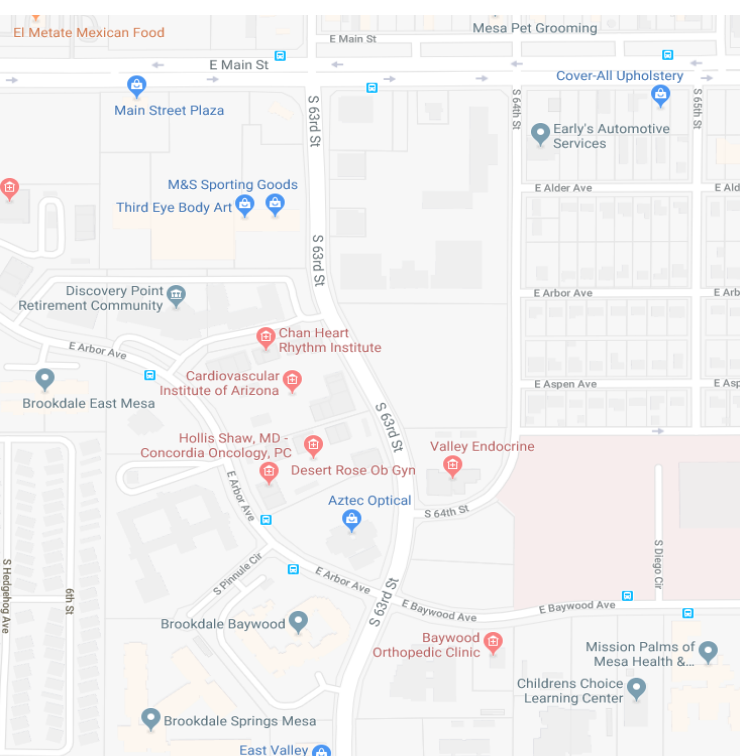 El Metate Mexican Food
Mesa Pet Grooming
E Main St
E Main St
Cover-All Upholstery
Main Street Plaza
S 63rd St
S 64th St
S 65th St
Early's Automotive
Services
M&S Sporting Goods
Third Eye Body Art
E Alder Ave
E Ald
S 63rd St
Discovery Point
Retirement Community
E Arbor Ave
E Arb
Chan Heart
Rhythm Institute
E Arbor Ave
Cardiovascular
Institute of Arizona
E Aspen Ave
E Asp
Brookdale East Mesa
S 63rd St
Hollis Shaw, MD -
Concordia Oncology, PC
Valley Endocrine
Desert Rose Ob Gyn
E Arbor Ave
Aztec Optical
S 64th St
S Pinnule Cir
S Diego Cir
S Hedgehog Ave
6th St
E Arbor Ave
S 63rd St
E Baywood Ave
E Baywood Ave
Brookdale Baywood
Baywood
Orthopedic Clinic
Mission Palms of
Mesa Health &...
Childrens Choice
Learning Center
Brookdale Springs Mesa
East Valley